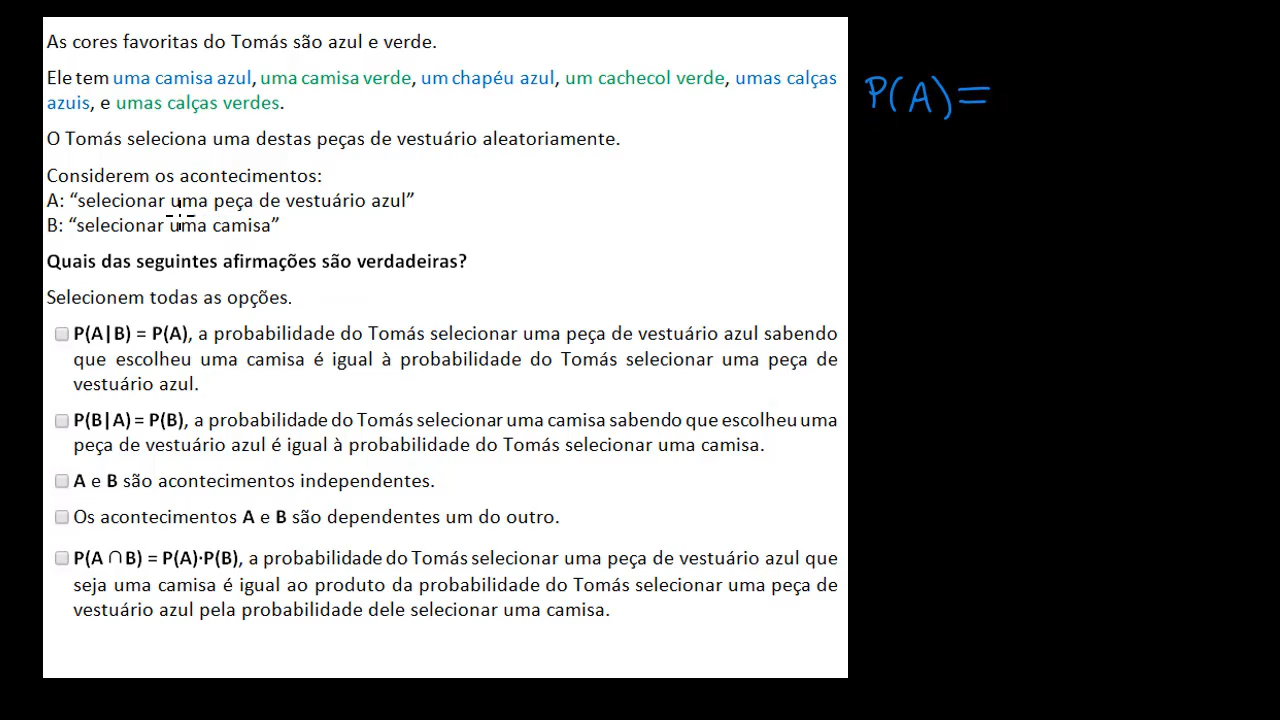 As cores favoritas do Tomás são azul e verde.
Ele tem uma camisa azul, uma camisa verde, um chapéu azul, um cachecol verde, umas calças
azuis, e umas calças verdes.
O Tomás seleciona uma destas peças de vestuário aleatoriamente.
Considerem os acontecimentos:
A: “selecionar uma peça de vestuário azul”
B: “selecionar uma camisa”
Quais das seguintes afirmações são verdadeiras?
Selecionem todas as opções.
P(A|B) = P(A), a probabilidade do Tomás selecionar uma peça de vestuário azul sabendo
que escolheu uma camisa é igual à probabilidade do Tomás selecionar uma peça de
vestuário azul.
P(B|A) = P(B), a probabilidade do Tomás selecionar uma camisa sabendo que escolheu uma
peça de vestuário azul é igual à probabilidade do Tomás selecionar uma camisa.
A e B são acontecimentos independentes.
Os acontecimentos A e B são dependentes um do outro.
P(A ∩ B) = P(A)·P(B), a probabilidade do Tomás selecionar uma peça de vestuário azul que
seja uma camisa é igual ao produto da probabilidade do Tomás selecionar uma peça de
vestuário azul pela probabilidade dele selecionar uma camisa.
P(A)=